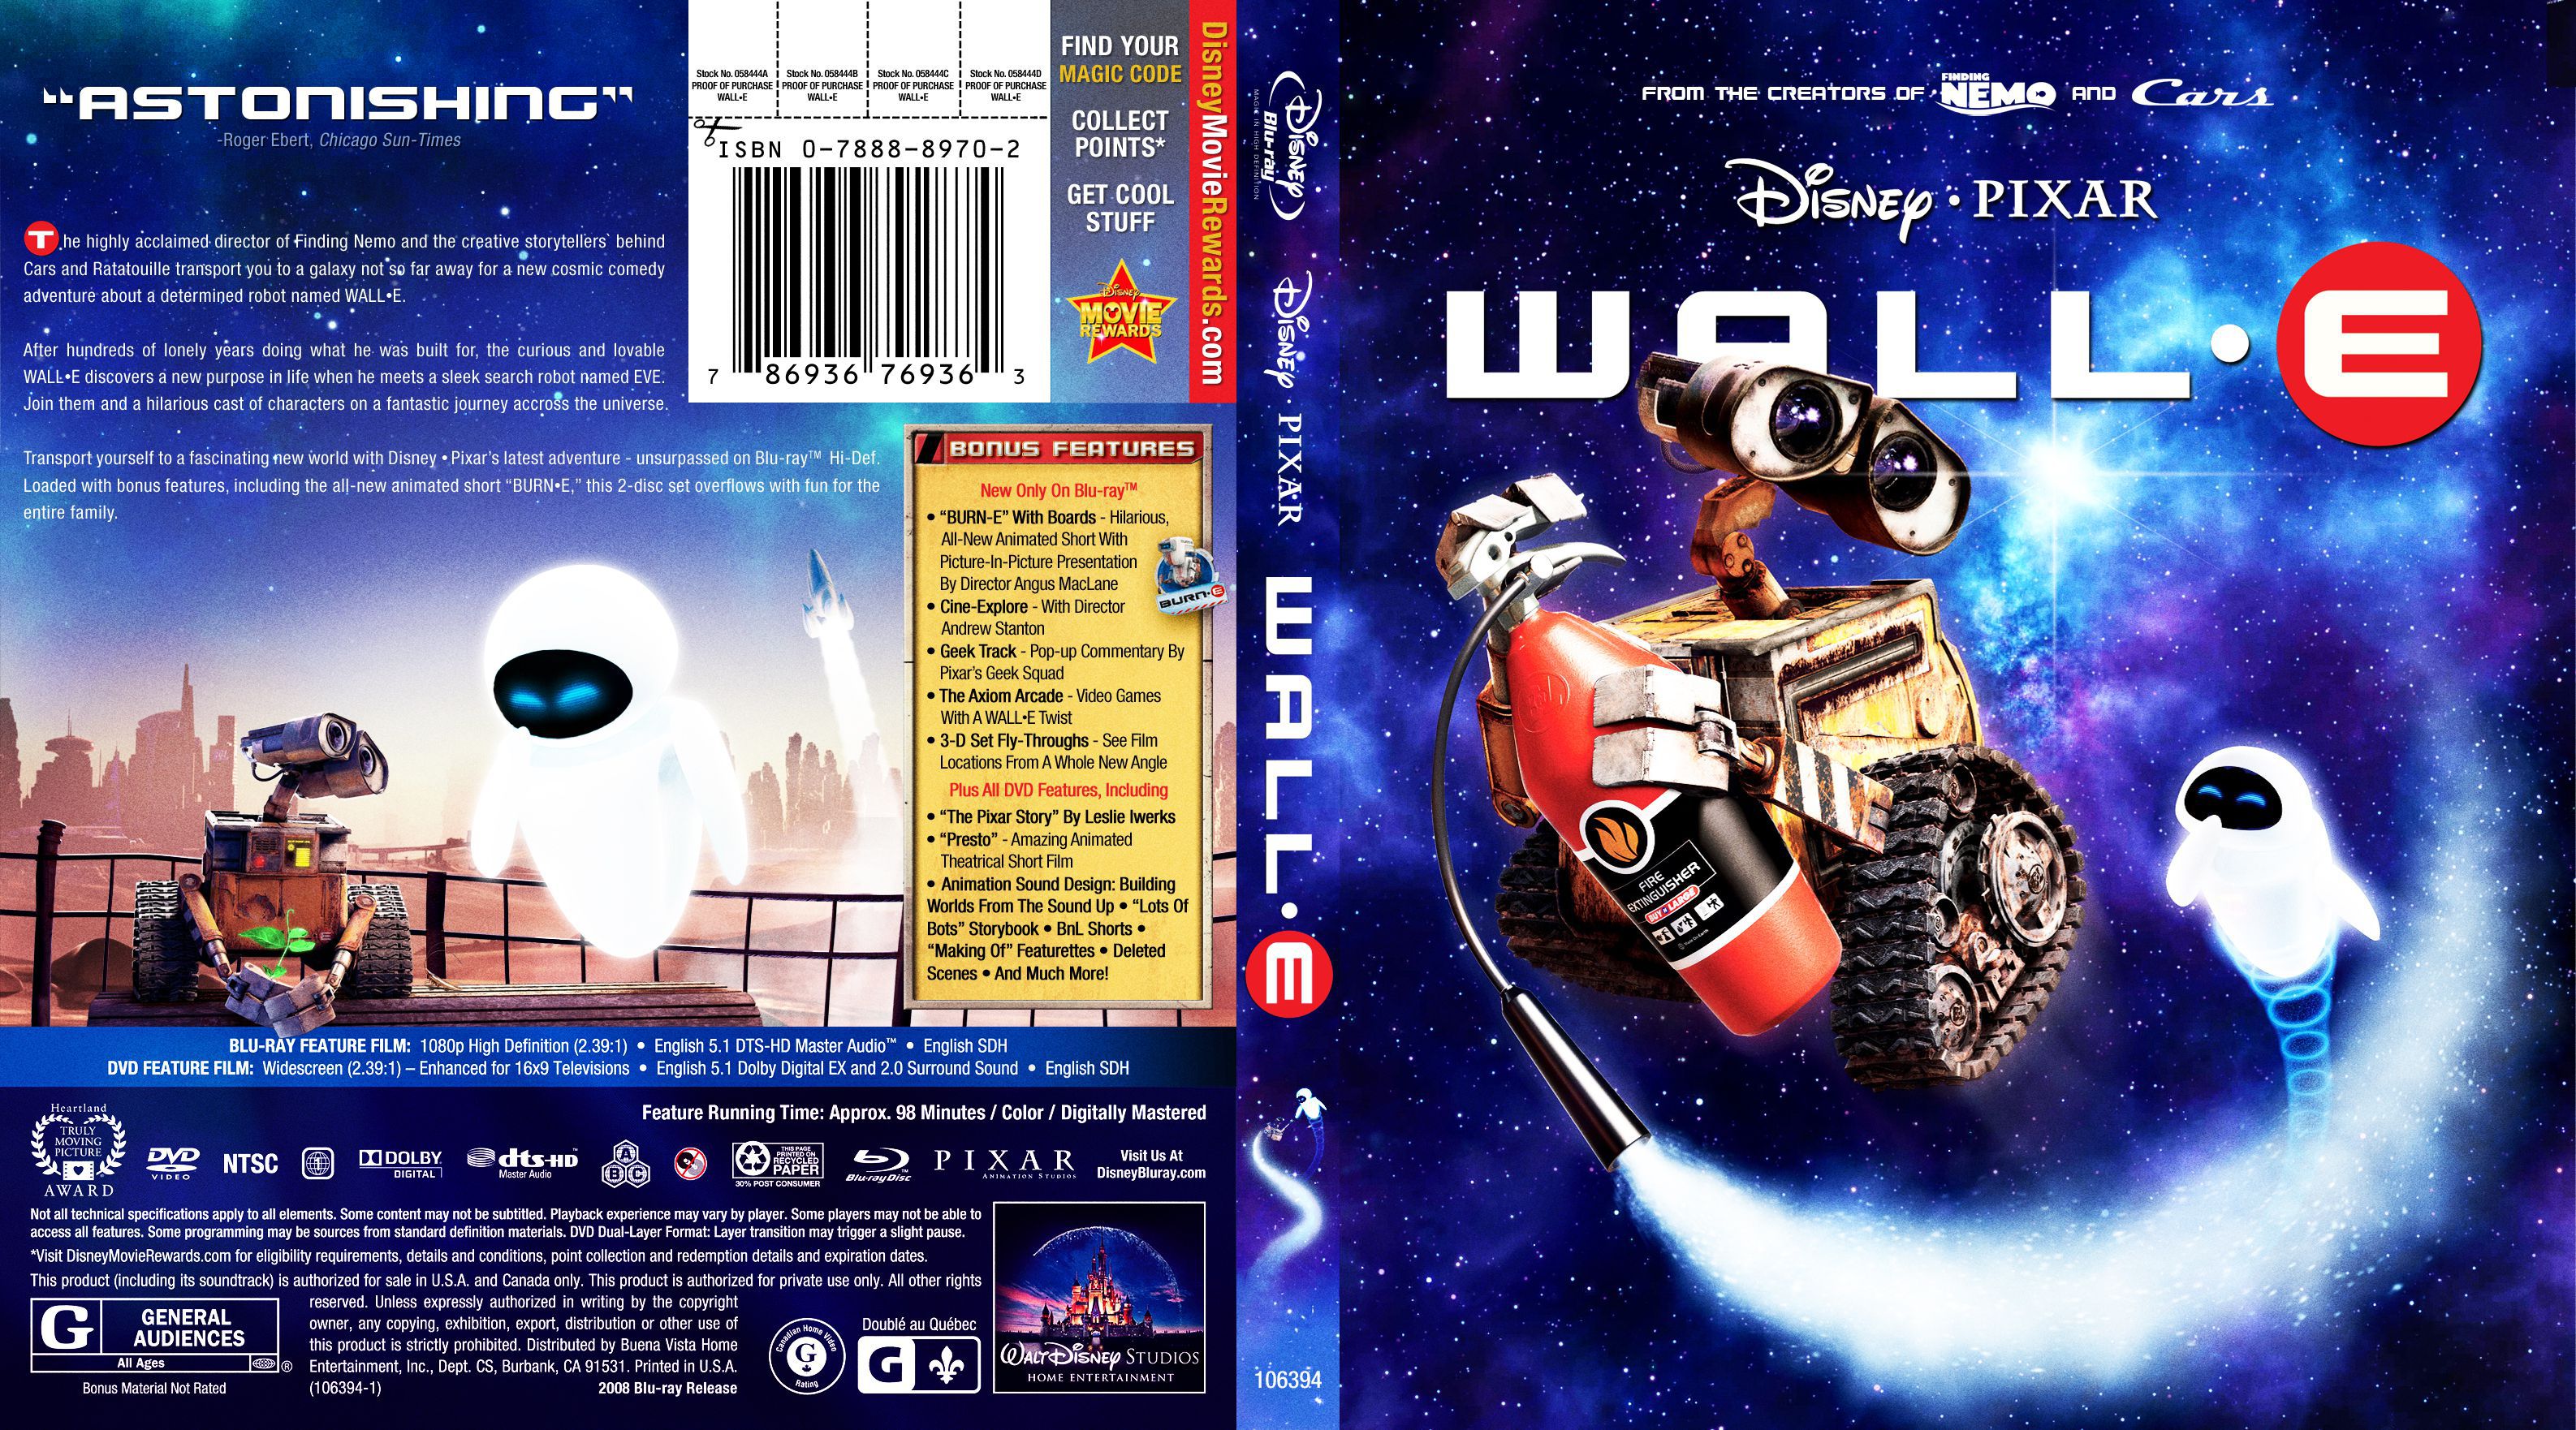 “ASTONISHING”
-Roger Ebert, Chicago Sun-Times
The highly acclaimed director of Finding Nemo and the creative storytellers behind
Cars and Ratatouille transport you to a galaxy not so far away for a new cosmic comedy
adventure about a determined robot named WALL•E.
After hundreds of lonely years doing what he was built for, the curious and lovable
WALL•E discovers a new purpose in life when he meets a sleek search robot named EVE.
Join them and a hilarious cast of characters on a fantastic journey accross the universe.
Transport yourself to a fascinating new world with Disney • Pixar’s latest adventure - unsurpassed on Blu-ray™ Hi-Def.
Loaded with bonus features, including the all-new animated short “BURN•E,” this 2-disc set overflows with fun for the
entire family.
Stock No. 058444A
PROOF OF PURCHASE
WALL•E
Stock No. 058444B
PROOF OF PURCHASE
WALL•E
Stock No. 058444C
PROOF OF PURCHASE
WALL•E
Stock No. 058444D
PROOF OF PURCHASE
WALL•E
ISBN 0-7888-8970-2
7 86936 76936 3
FIND YOUR
MAGIC CODE
COLLECT
POINTS*
GET COOL
STUFF
Disney
MOVIE
REWARDS
DisneyMovieRewards.com
BONUS FEATURES
New Only On Blu-ray™
• “BURN-E” With Boards - Hilarious,
All-New Animated Short With
Picture-In-Picture Presentation
By Director Angus MacLane
BURN•E
• Cine-Explore - With Director
Andrew Stanton
• Geek Track - Pop-up Commentary By
Pixar’s Geek Squad
• The Axiom Arcade - Video Games
With A WALL•E Twist
• 3-D Set Fly-Throughs - See Film
Locations From A Whole New Angle
Plus All DVD Features, Including
• “The Pixar Story” By Leslie Iwerks
• “Presto” - Amazing Animated
Theatrical Short Film
• Animation Sound Design: Building
Worlds From The Sound Up • “Lots Of
Bots” Storybook • BnL Shorts •
“Making Of” Featurettes • Deleted
Scenes • And Much More!
BLU-RAY FEATURE FILM: 1080p High Definition (2.39:1) • English 5.1 DTS-HD Master Audio™ • English SDH
DVD FEATURE FILM: Widescreen (2.39:1) – Enhanced for 16x9 Televisions • English 5.1 Dolby Digital EX and 2.0 Surround Sound • English SDH
Feature Running Time: Approx. 98 Minutes / Color / Digitally Mastered
Heartland
TRULY
MOVING
PICTURE
AWARD
DVD
VIDEO
NTSC
DOLBY
DIGITAL
dts-HD
Master Audio
A
B C
THIS PAGE
PRINTED ON
RECYCLED
PAPER
30% POST CONSUMER
Blu-ray Disc
PIXAR
ANIMATION STUDIOS
Visit Us At
DisneyBluray.com
Not all technical specifications apply to all elements. Some content may not be subtitled. Playback experience may vary by player. Some players may not be able to
access all features. Some programming may be sources from standard definition materials. DVD Dual-Layer Format: Layer transition may trigger a slight pause.
*Visit DisneyMovieRewards.com for eligibility requirements, details and conditions, point collection and redemption details and expiration dates.
This product (including its soundtrack) is authorized for sale in U.S.A. and Canada only. This product is authorized for private use only. All other rights
reserved. Unless expressly authorized in writing by the copyright
owner, any copying, exhibition, export, distribution or other use of
this product is strictly prohibited. Distributed by Buena Vista Home
Entertainment, Inc., Dept. CS, Burbank, CA 91531. Printed in U.S.A.
(106394-1)
2008 Blu-ray Release
G
GENERAL
AUDIENCES
All Ages
®
Bonus Material Not Rated
Canadian Home Video
G
Rating
Doublé au Québec
G
WALT DISNEY STUDIOS
HOME ENTERTAINMENT
Disney
Blu-ray
MAGIC IN HIGH DEFINITION
DISNEY • PIXAR
WALL•E
106394
FROM THE CREATORS OF FINDING NEMO AND Cars
DISNEY • PIXAR
WALL•E
FIRE
EXTINGUISHER
BUY N LARGE